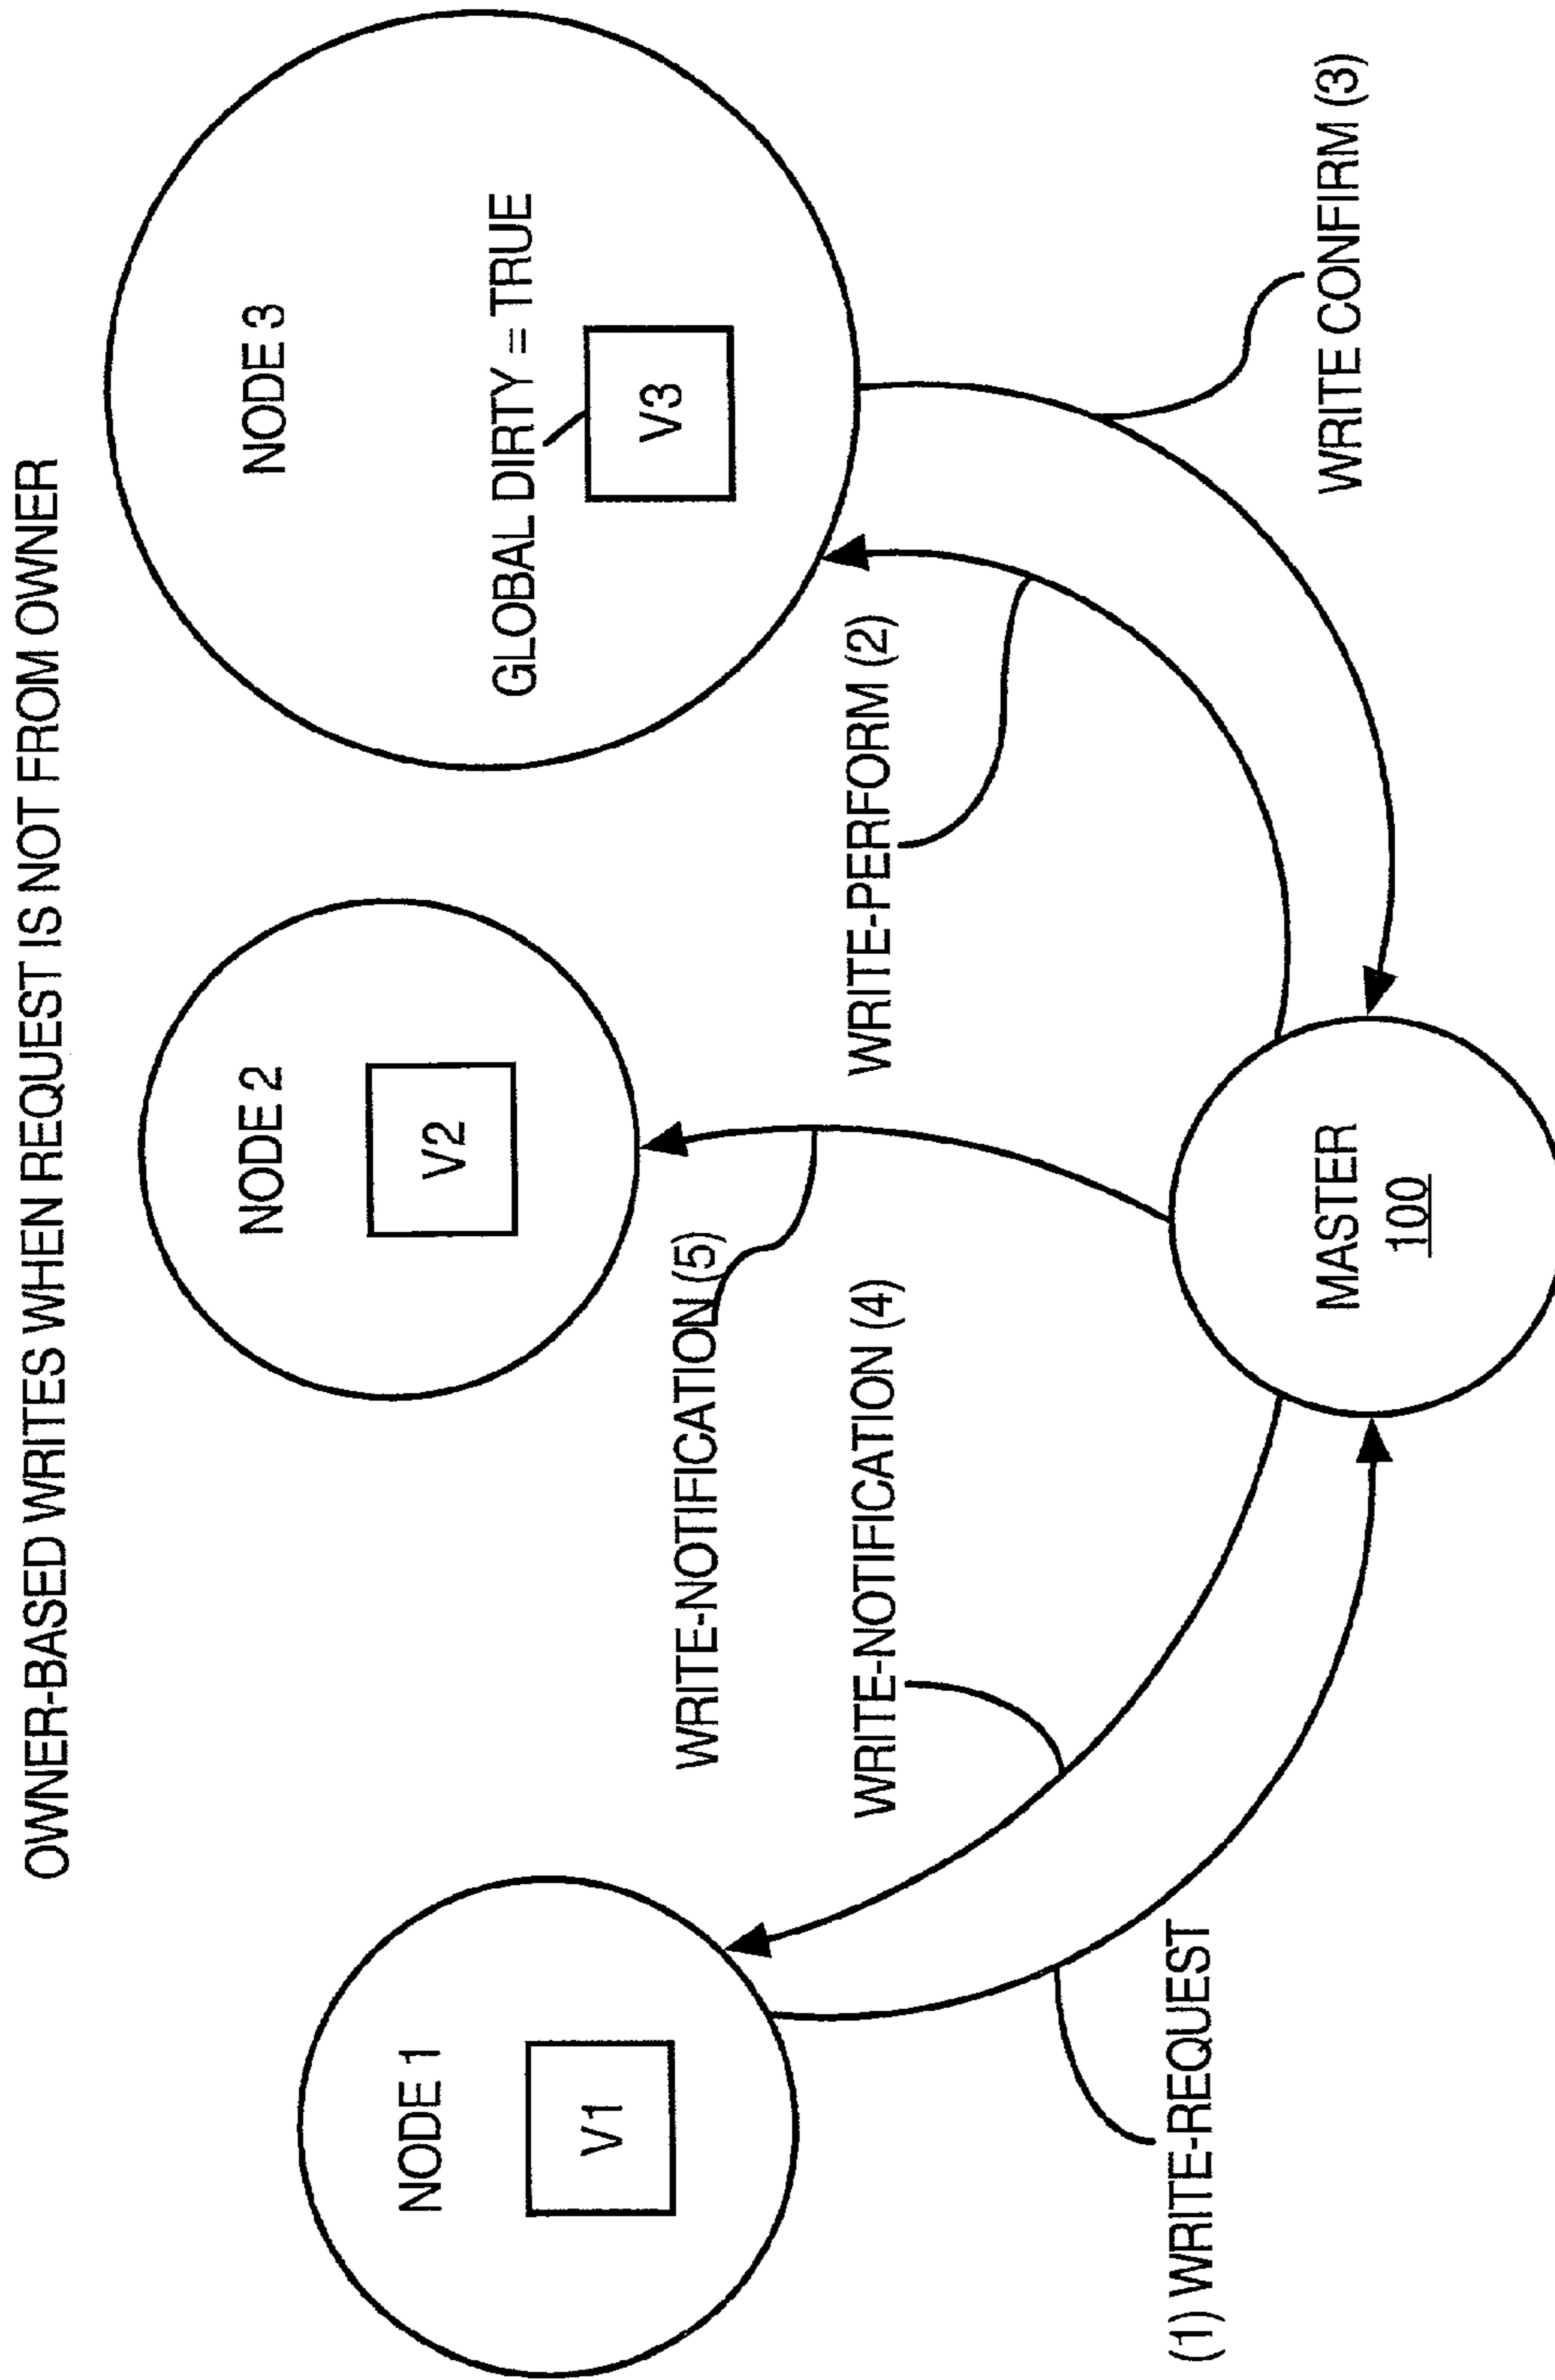 OWNER-BASED WRITES WHEN REQUEST IS NOT FROM OWNER
NODE 1
V1
NODE 2
V2
NODE 3
GLOBAL DIRTY = TRUE
V3
WRITE-NOTIFICATION (5)
WRITE-NOTIFICATION (4)
WRITE-PERFORM (2)
(1) WRITE-REQUEST
MASTER
100
WRITE CONFIRM (3)